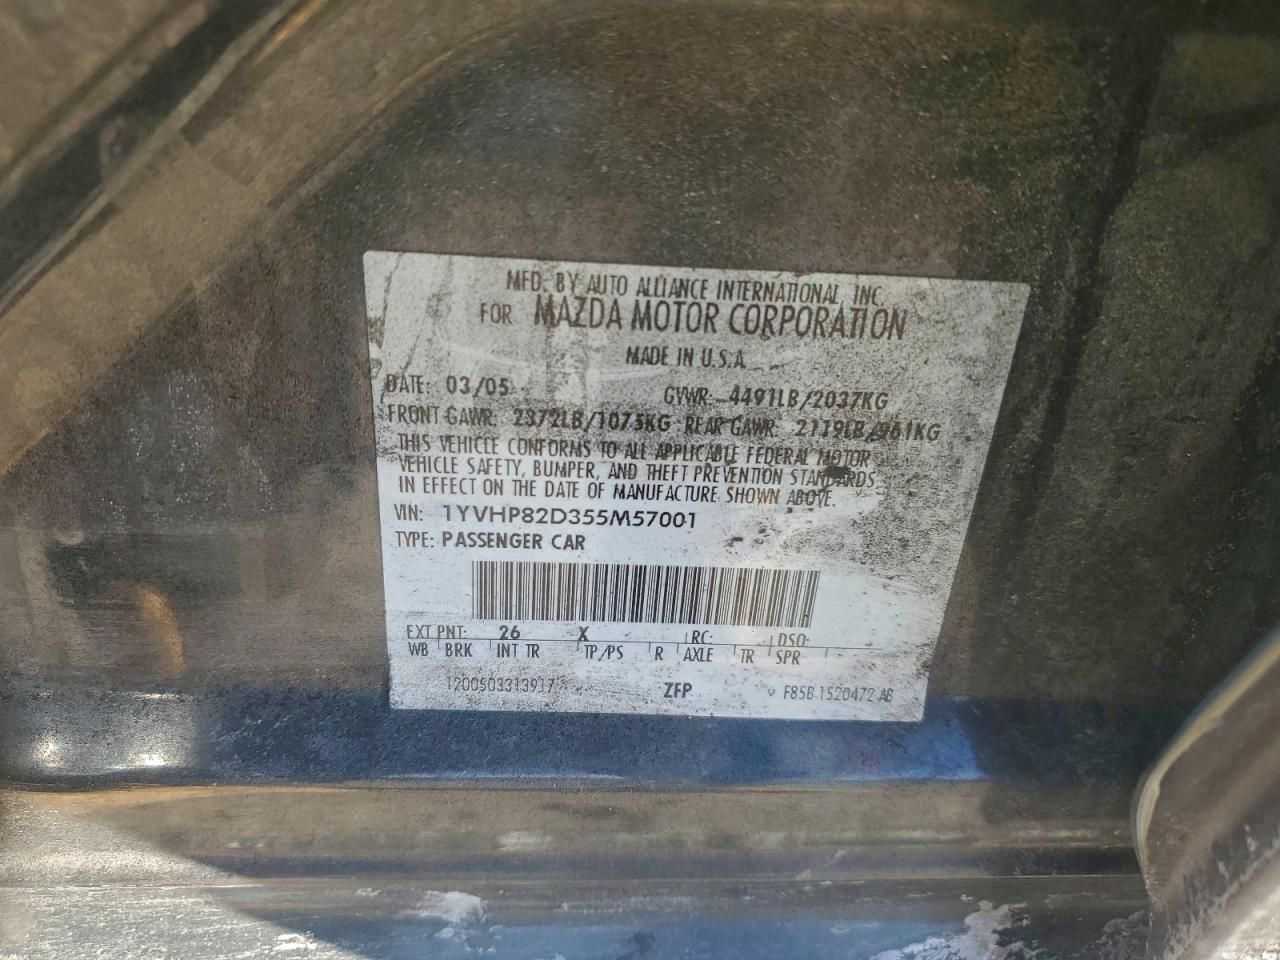 MFD. BY AUTO ALLIANCE INTERNATIONAL, INC.
FOR MAZDA MOTOR CORPORATION
MADE IN U.S.A.
DATE: 03/05 GVWR: 4491LB/2037KG
FRONT GAWR: 2372LB/1075KG REAR GAWR: 2119LB/961KG
THIS VEHICLE CONFORMS TO ALL APPLICABLE FEDERAL MOTOR
VEHICLE SAFETY, BUMPER, AND THEFT PREVENTION STANDARDS
IN EFFECT ON THE DATE OF MANUFACTURE SHOWN ABOVE.
VIN: 1YVHP82D355M57001
TYPE: PASSENGER CAR
EXT PNT: 26 X RC: DSO:
WB BRK INT TR TP/PS R AXLE TR SPR
1200503313917 ZFP F85B-1520472-AB